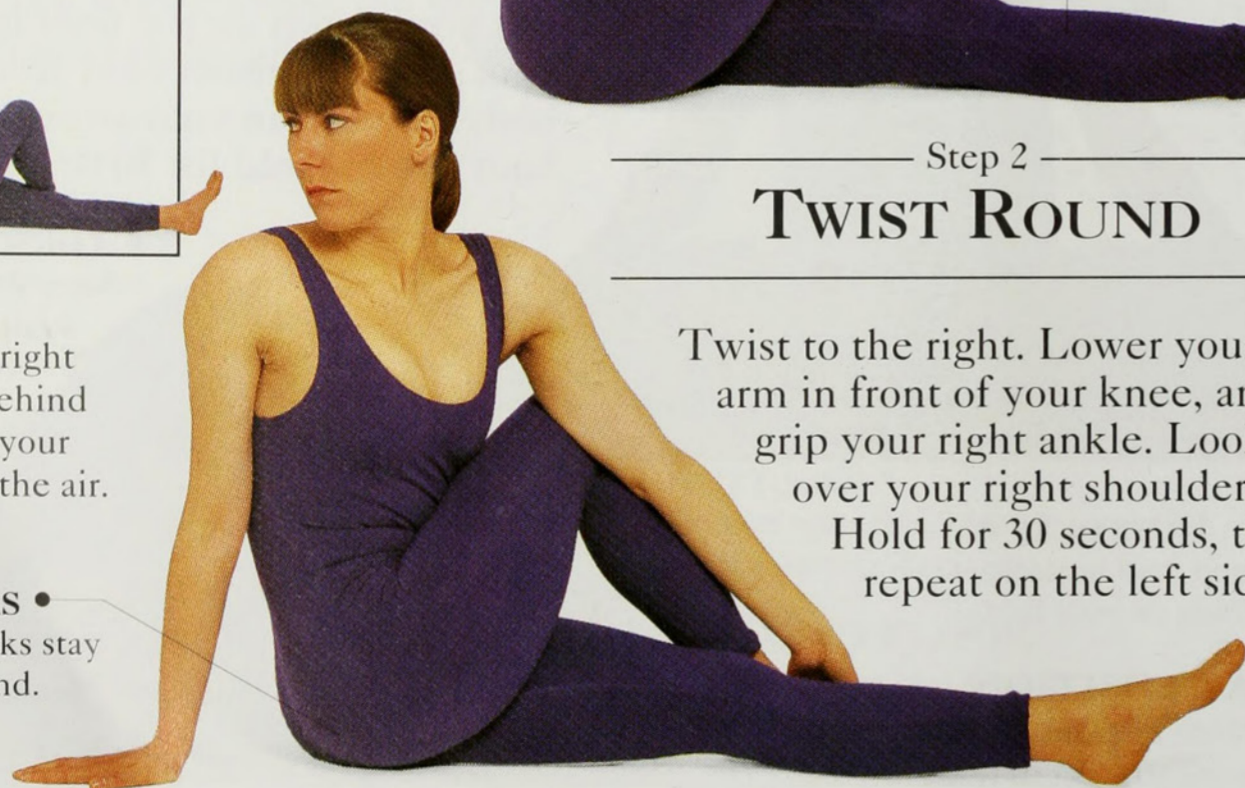 Step 2
TWIST ROUND
Twist to the right. Lower you
arm in front of your knee, a
grip your right ankle. Loo
over your right shoulder
Hold for 30 seconds, t
repeat on the left sid
right
ehind
your
the air.
s
ks stay
nd.